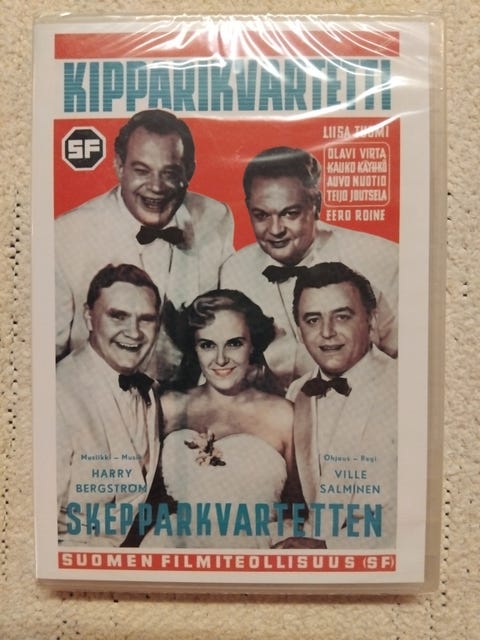 KIPPARIKVARTETTI
SF
LIISA TUOMI
OLAVI VIRTA
KAUKO KÄYHKÖ
AUVO NUOTIO
TEIJO JOUTSELA
EERO ROINE
Musiikki – Musik
HARRY
BERGSTRÖM
Ohjaus – Regi
VILLE
SALMINEN
SKEPPARKVARTETTEN
SUOMEN FILMITEOLLISUUS (SF)